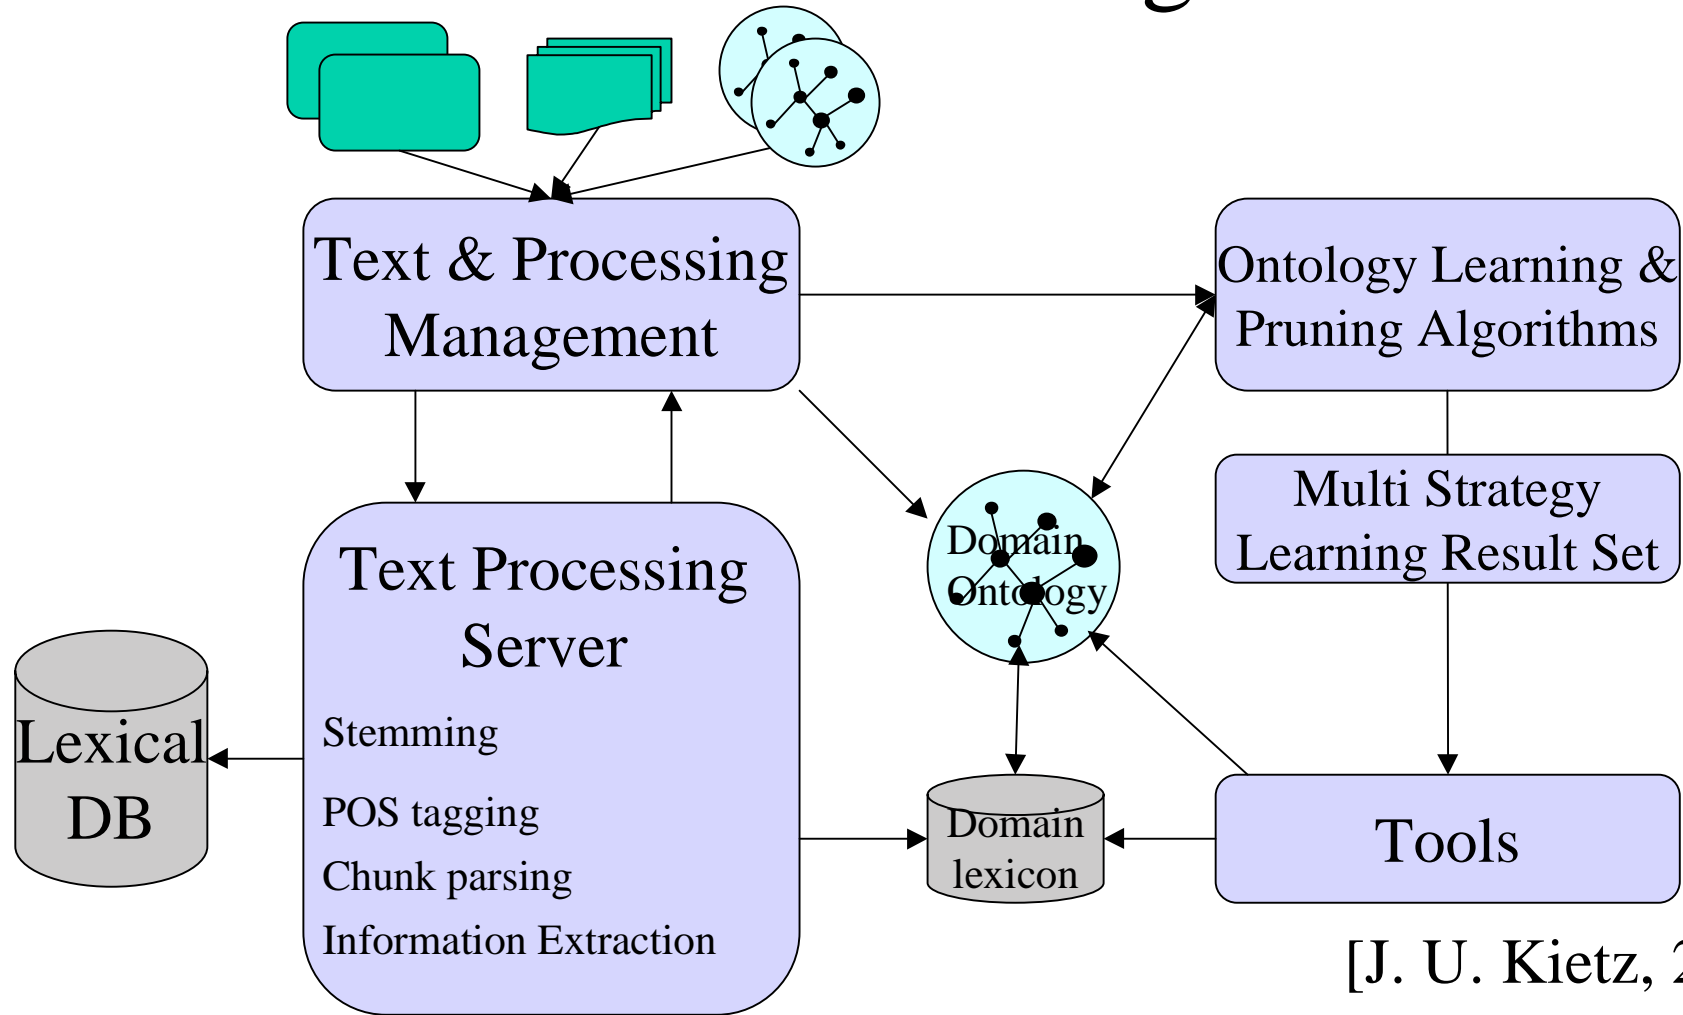 Text & Processing
Management
Ontology Learning &
Pruning Algorithms
Multi Strategy
Learning Result Set
Domain
Ontology
Text Processing
Server
Stemming
POS tagging
Chunk parsing
Information Extraction
Lexical
DB
Domain
lexicon
Tools
[J. U. Kietz,